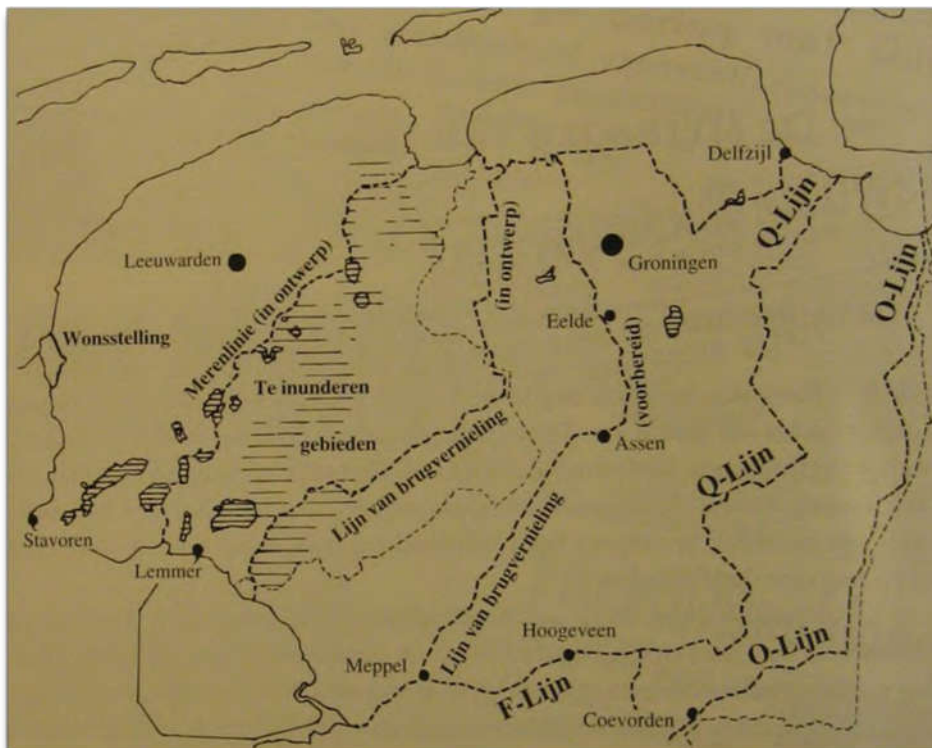 Delfzijl
Q-Lijn
Leeuwarden
Merenlinie (in ontwerp)
(in ontwerp)
Groningen
O-Lijn
Eelde
Wonsstelling
Te inunderen
(voorbereid)
gebieden
Assen
Lijn van brugvernieling
Q-Lijn
Stavoren
Lemmer
Lijn van brugvernieling
Hoogeveen
O-Lijn
Meppel
F-Lijn
Coevorden